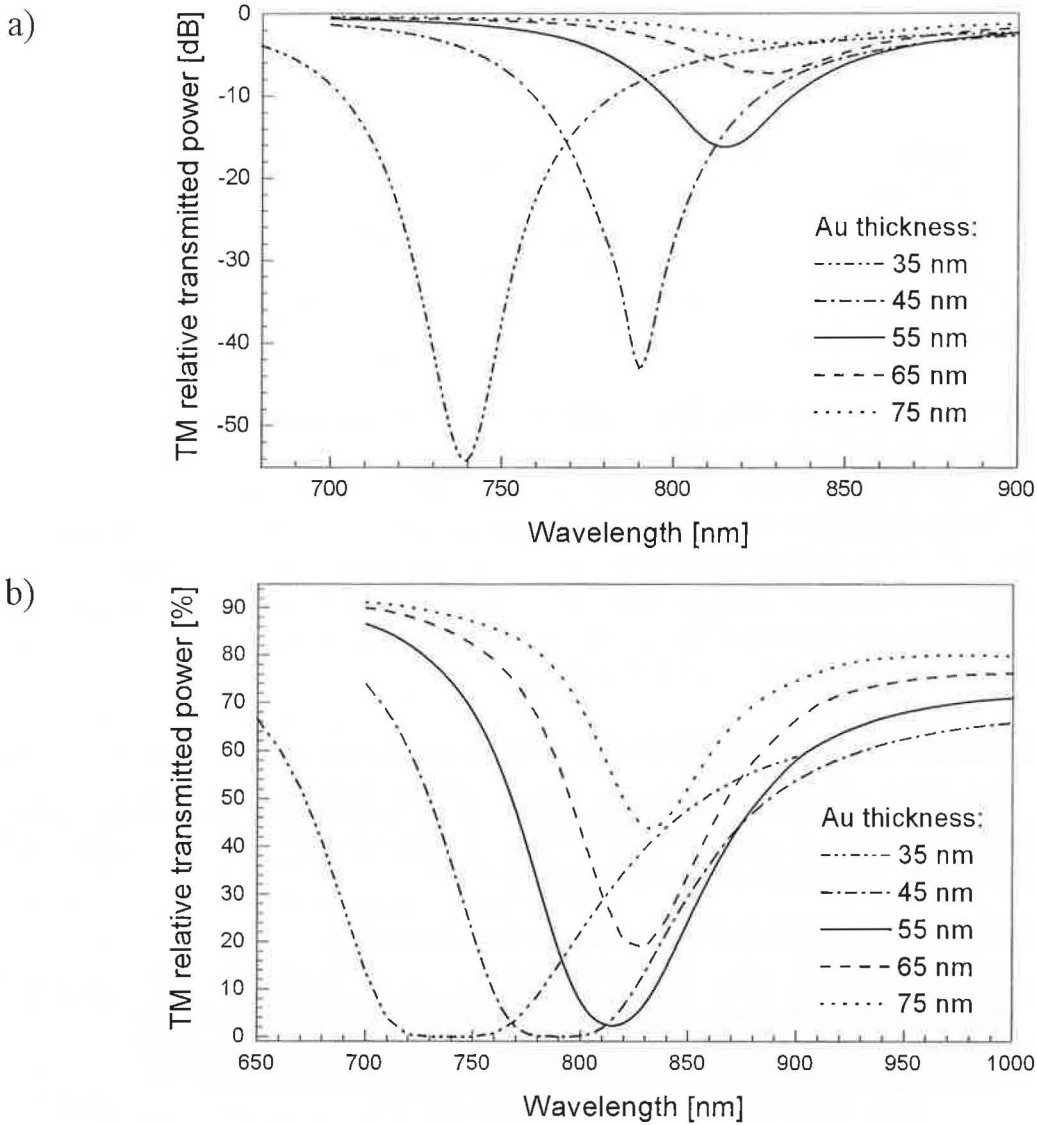 a)
TM relative transmitted power [dB]
0
-10
-20
-30
-40
-50
700
750
800
850
900
Wavelength [nm]
Au thickness:
35 nm
45 nm
55 nm
65 nm
75 nm
b)
TM relative transmitted power [%]
90
80
70
60
50
40
30
20
10
0
650
700
750
800
850
900
950
1000
Wavelength [nm]
Au thickness:
35 nm
45 nm
55 nm
65 nm
75 nm